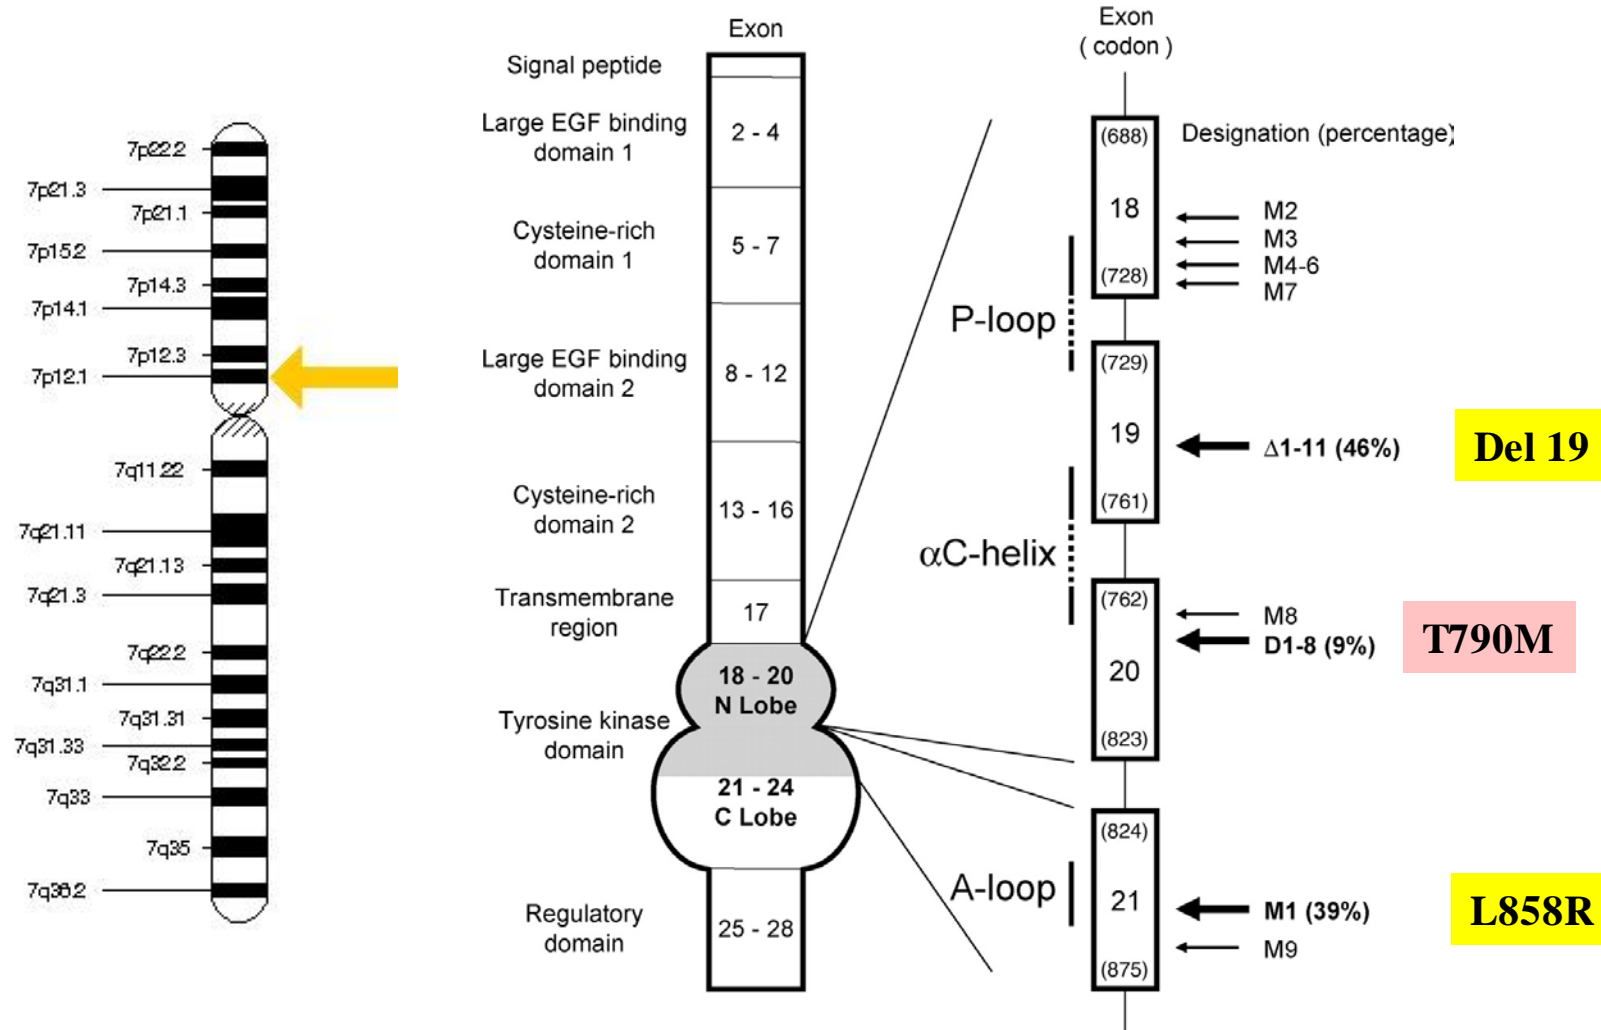 7p22.2
7p21.3
7p21.1
7p15.2
7p14.3
7p14.1
7p12.3
7p12.1
7q11.22
7q21.11
7q21.13
7q21.3
7q22.2
7q31.1
7q31.31
7q31.33
7q32.2
7q33
7q35
7q36.2
Exon
Signal peptide
Large EGF binding
domain 1
2 - 4
Cysteine-rich
domain 1
5 - 7
Large EGF binding
domain 2
8 - 12
Cysteine-rich
domain 2
13 - 16
Transmembrane
region
17
18 - 20
N Lobe
Tyrosine kinase
domain
21 - 24
C Lobe
Regulatory
domain
25 - 28
Exon
( codon )
Designation (percentage)
(688)
18
(728)
M2
M3
M4-6
M7
P-loop
(729)
19
(761)
Δ1-11 (46%)
Del 19
αC-helix
(762)
20
(823)
M8
D1-8 (9%)
T790M
(824)
21
(875)
A-loop
M1 (39%)
M9
L858R